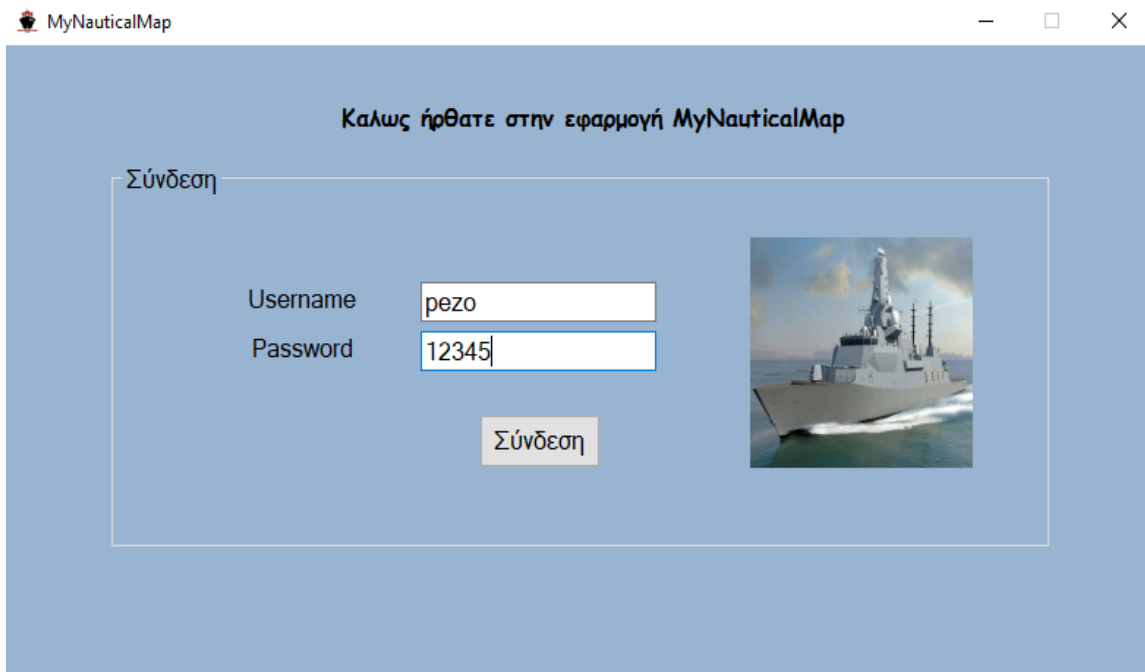 MyNauticalMap
Καλως ήρθατε στην εφαρμογή MyNauticalMap
Σύνδεση
Username pezo
Password 12345
Σύνδεση